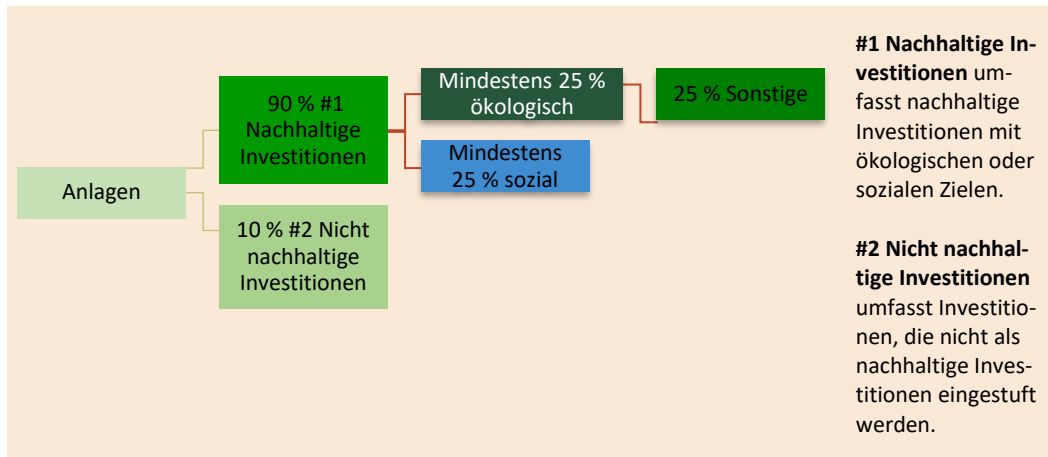 Anlagen
90 % #1
Nachhaltige
Investitionen
10 % #2 Nicht
nachhaltige
Investitionen
Mindestens 25 %
ökologisch
Mindestens
25 % sozial
25 % Sonstige
#1 Nachhaltige In-
vestitionen um-
fasst nachhaltige
Investitionen mit
ökologischen oder
sozialen Zielen.
#2 Nicht nachhal-
tige Investitionen
umfasst Investitio-
nen, die nicht als
nachhaltige Inves-
titionen eingestuft
werden.